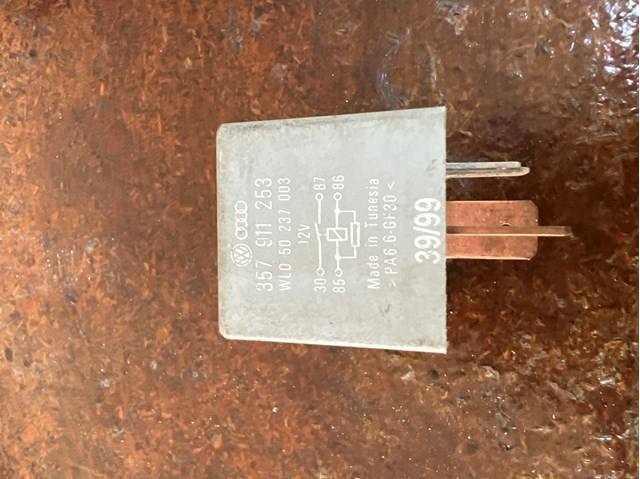 357 911 253
WL0 50 237 003
12V
30 87
85 86
Made in Tunesia
> PA6.6-GF30 <
39/99